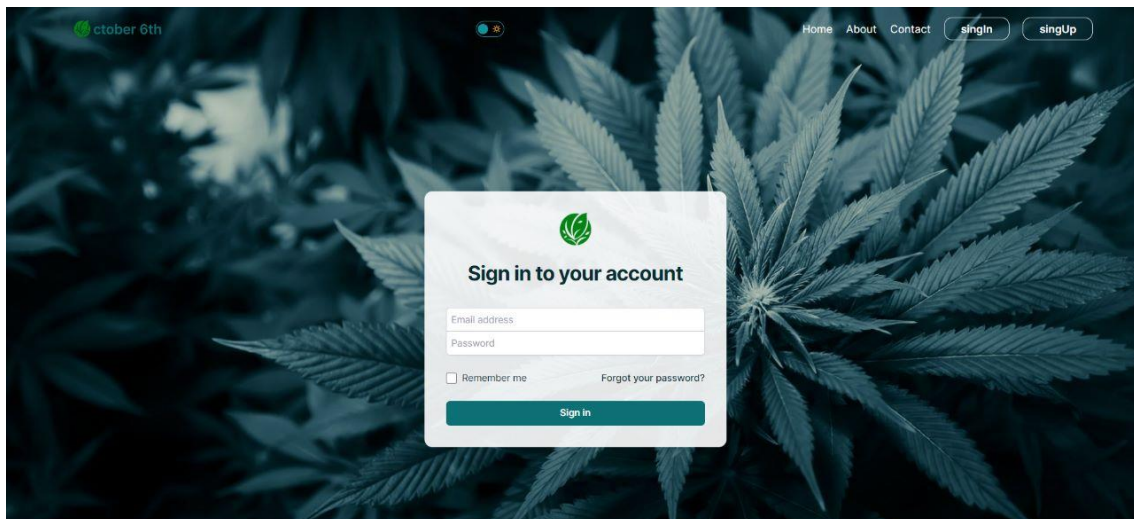 ctober 6th
Home About Contact singIn singUp
Sign in to your account
Email address
Password
Remember me Forgot your password?
Sign in